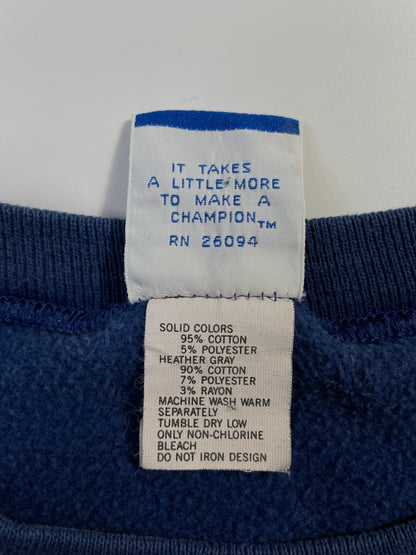 IT TAKES
A LITTLE MORE
TO MAKE A
CHAMPION™
RN 26094
SOLID COLORS
95% COTTON
5% POLYESTER
HEATHER GRAY
90% COTTON
7% POLYESTER
3% RAYON
MACHINE WASH WARM
SEPARATELY
TUMBLE DRY LOW
ONLY NON-CHLORINE
BLEACH
DO NOT IRON DESIGN